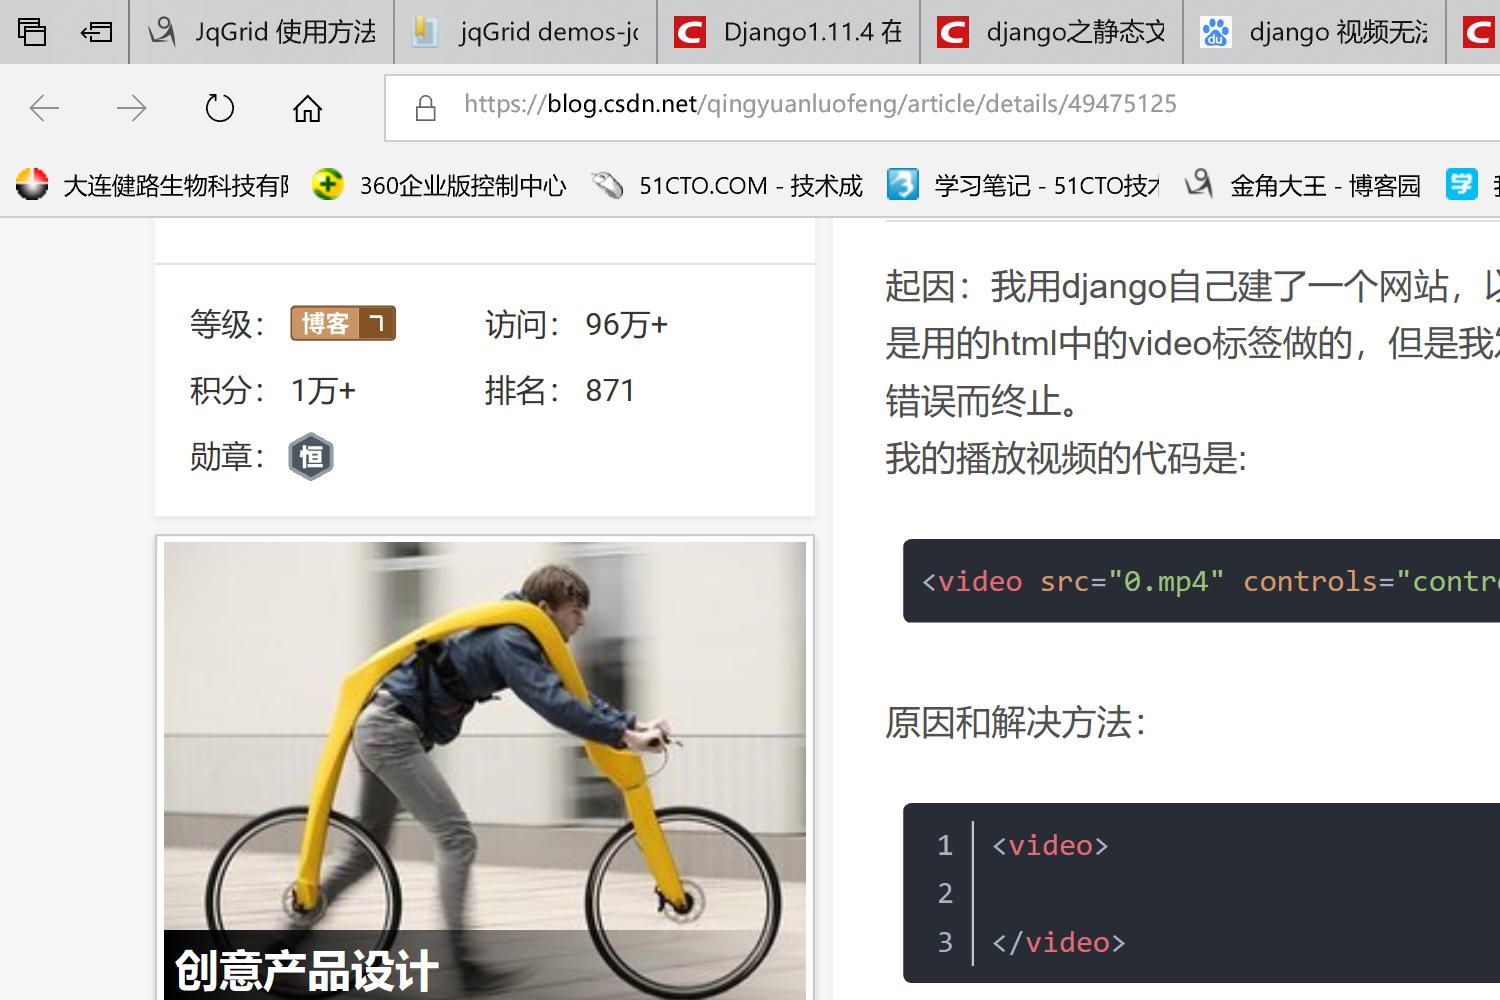 JqGrid 使用方法
jqGrid demos-jq
Django1.11.4 在
django之静态文
django 视频无法
https://blog.csdn.net/qingyuanluofeng/article/details/49475125
大连健路生物科技有限
360企业版控制中心
51CTO.COM - 技术成
学习笔记 - 51CTO技术
金角大王 - 博客园
等级： 博客 7
访问： 96万+
积分： 1万+
排名： 871
勋章： 恒
创意产品设计
起因：我用django自己建了一个网站，以
是用的html中的video标签做的，但是我发
错误而终止。
我的播放视频的代码是:
<video src="0.mp4" controls="contro
原因和解决方法：
1 <video>
2
3 </video>